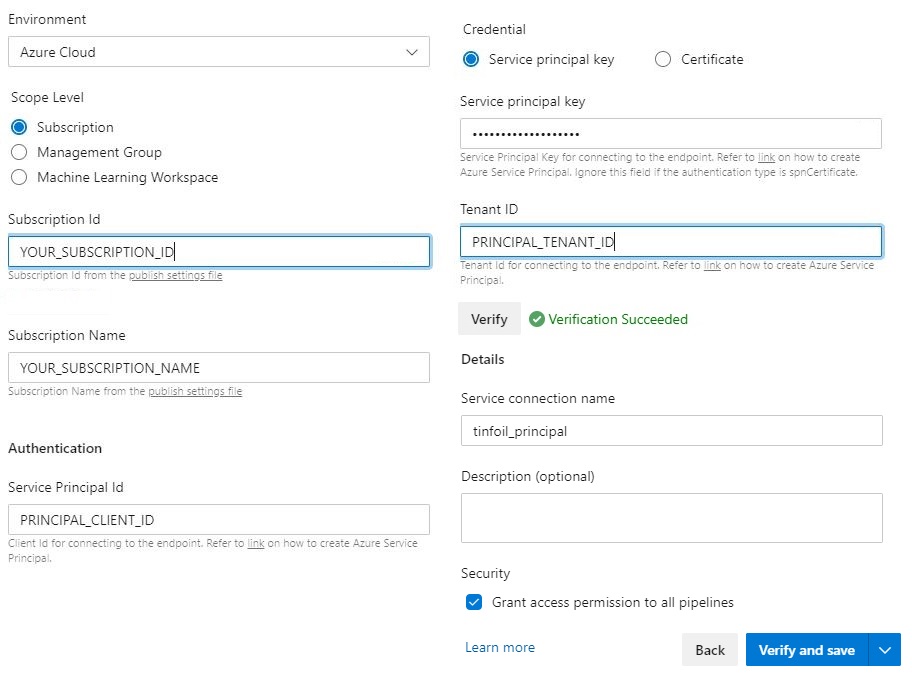 Environment
Azure Cloud
Scope Level
Subscription
Management Group
Machine Learning Workspace
Subscription Id
YOUR_SUBSCRIPTION_ID
Subscription Id from the publish settings file
Subscription Name
YOUR_SUBSCRIPTION_NAME
Subscription Name from the publish settings file
Authentication
Service Principal Id
PRINCIPAL_CLIENT_ID
Client Id for connecting to the endpoint. Refer to link on how to create Azure Service
Principal.
Credential
Service principal key
Certificate
Service principal key
•••••••••••••••••••
Service Principal Key for connecting to the endpoint. Refer to link on how to create
Azure Service Principal. Ignore this field if the authentication type is spnCertificate.
Tenant ID
PRINCIPAL_TENANT_ID
Tenant Id for connecting to the endpoint. Refer to link on how to create Azure Service
Principal.
Verify
Verification Succeeded
Details
Service connection name
tinfoil_principal
Description (optional)
Security
Grant access permission to all pipelines
Learn more
Back
Verify and save